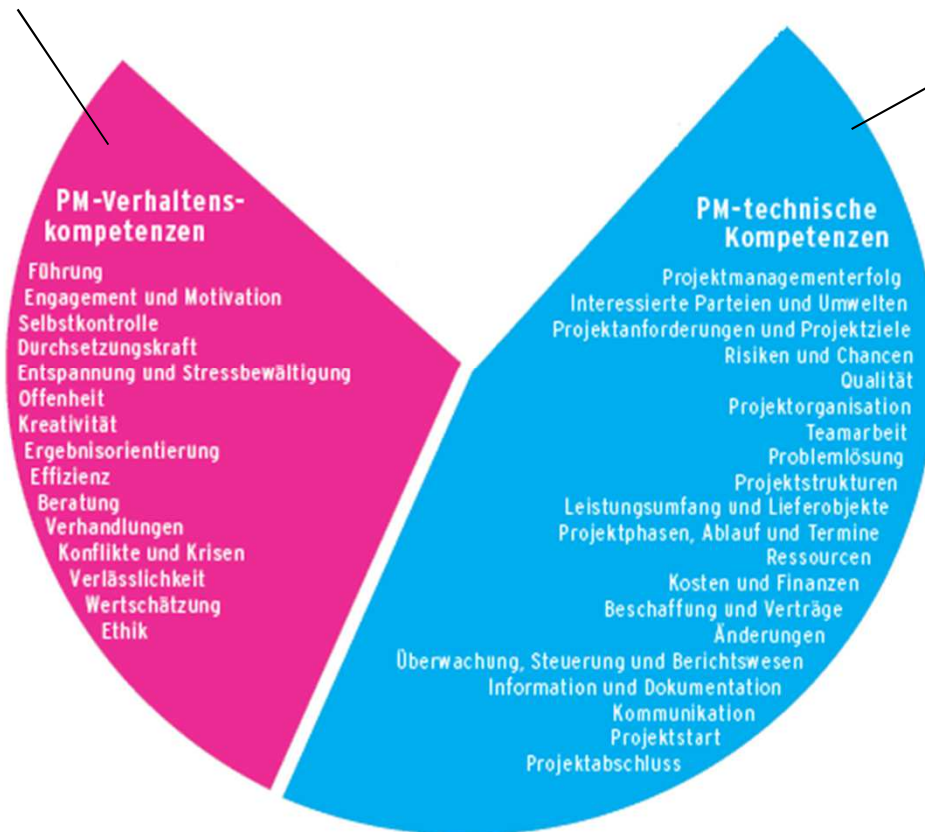 PM-Verhaltens-
kompetenzen
Führung
Engagement und Motivation
Selbstkontrolle
Durchsetzungskraft
Entspannung und Stressbewältigung
Offenheit
Kreativität
Ergebnisorientierung
Effizienz
Beratung
Verhandlungen
Konflikte und Krisen
Verlässlichkeit
Wertschätzung
Ethik
PM-technische
Kompetenzen
Projektmanagementerfolg
Interessierte Parteien und Umwelten
Projektanforderungen und Projektziele
Risiken und Chancen
Qualität
Projektorganisation
Teamarbeit
Problemlösung
Projektstrukturen
Leistungsumfang und Lieferobjekte
Projektphasen, Ablauf und Termine
Ressourcen
Kosten und Finanzen
Beschaffung und Verträge
Änderungen
Überwachung, Steuerung und Berichtswesen
Information und Dokumentation
Kommunikation
Projektstart
Projektabschluss